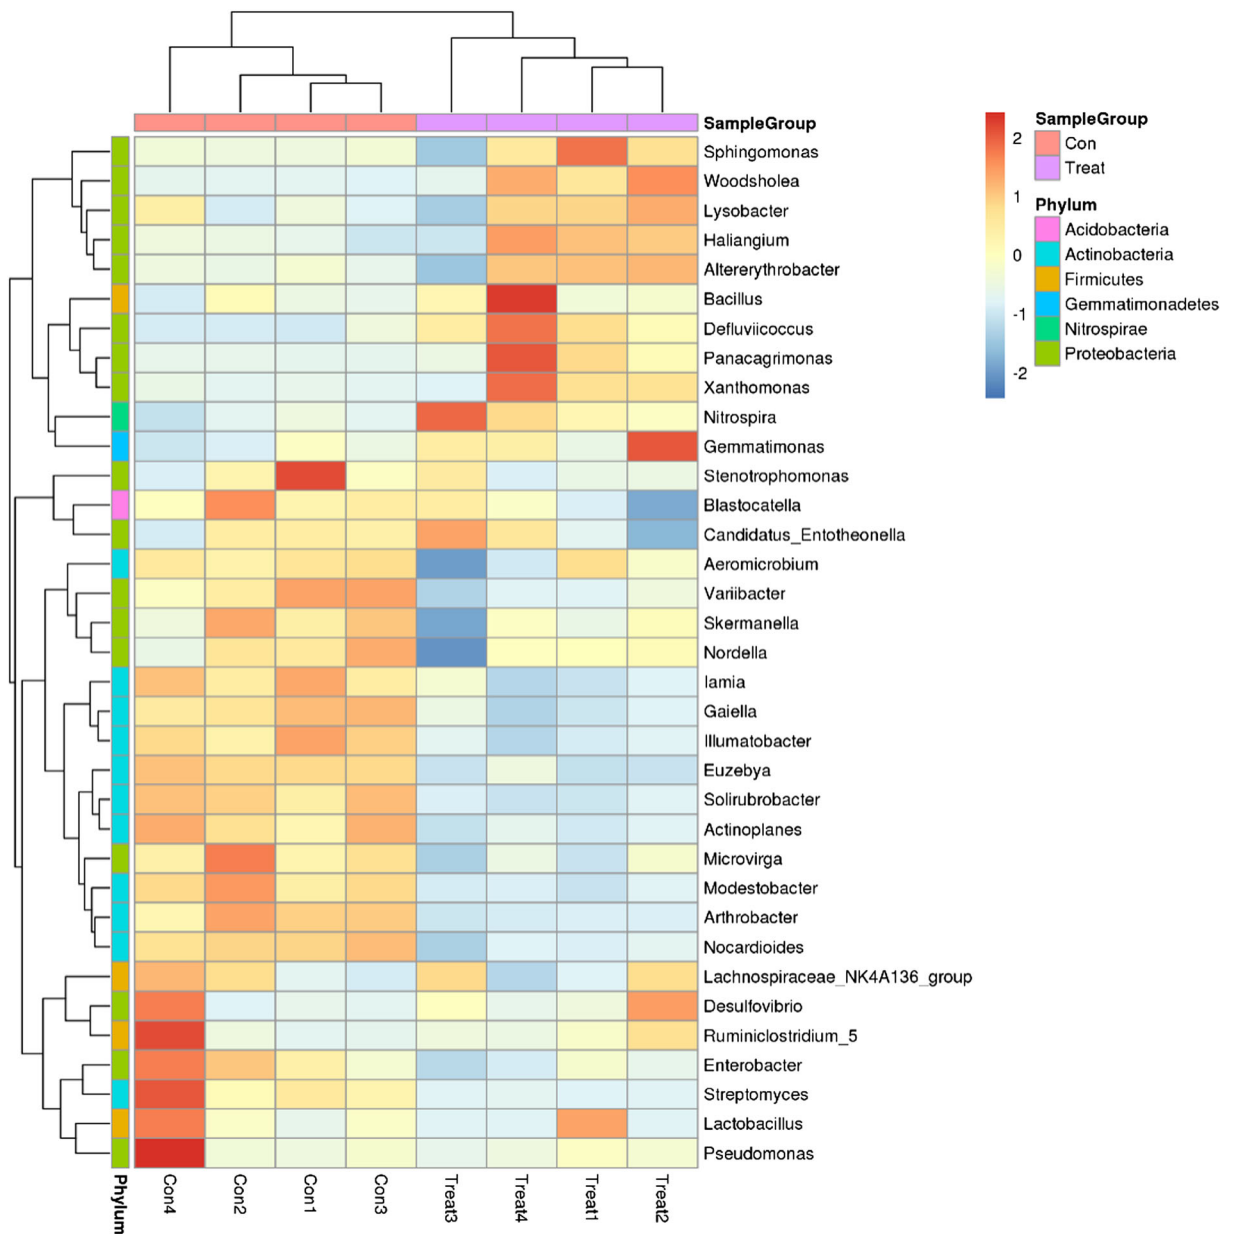 SampleGroup
Sphingomonas
Woodsholea
Lysobacter
Haliangium
Altererythrobacter
Bacillus
Defluviicoccus
Panacagrimonas
Xanthomonas
Nitrospira
Gemmatimonas
Stenotrophomonas
Blastocatella
Candidatus_Entotheonella
Aeromicrobium
Variibacter
Skermanella
Nordella
Iamia
Gaiella
Illumatobacter
Euzebya
Solirubrobacter
Actinoplanes
Microvirga
Modestobacter
Arthrobacter
Nocardioides
Lachnospiraceae_NK4A136_group
Desulfovibrio
Ruminiclostridium_5
Enterobacter
Streptomyces
Lactobacillus
Pseudomonas
Phylum
Con4
Con2
Con1
Con3
Treat3
Treat4
Treat1
Treat2
2
1
0
-1
-2
SampleGroup
Con
Treat
Phylum
Acidobacteria
Actinobacteria
Firmicutes
Gemmatimonadetes
Nitrospirae
Proteobacteria